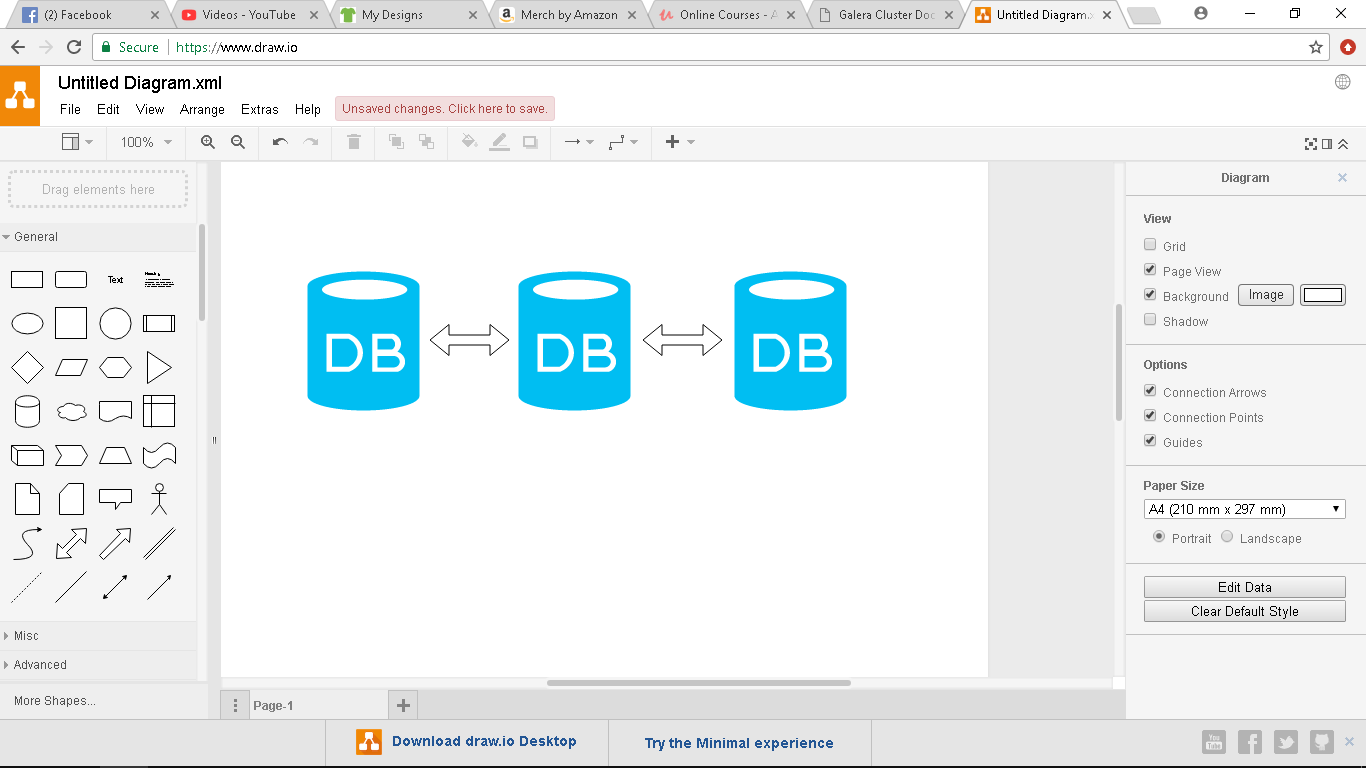 (2) Facebook
Videos - YouTube
My Designs
Merch by Amazon
Online Courses - A
Galera Cluster Doc
Untitled Diagram.x
Secure https://www.draw.io
Untitled Diagram.xml
File Edit View Arrange Extras Help Unsaved changes. Click here to save.
100%
Drag elements here
General
Text
DB DB DB
Misc
Advanced
More Shapes...
Page-1
Diagram
View
Grid
Page View
Background Image
Shadow
Options
Connection Arrows
Connection Points
Guides
Paper Size
A4 (210 mm x 297 mm)
Portrait Landscape
Edit Data
Clear Default Style
Download draw.io Desktop
Try the Minimal experience
You
Tube